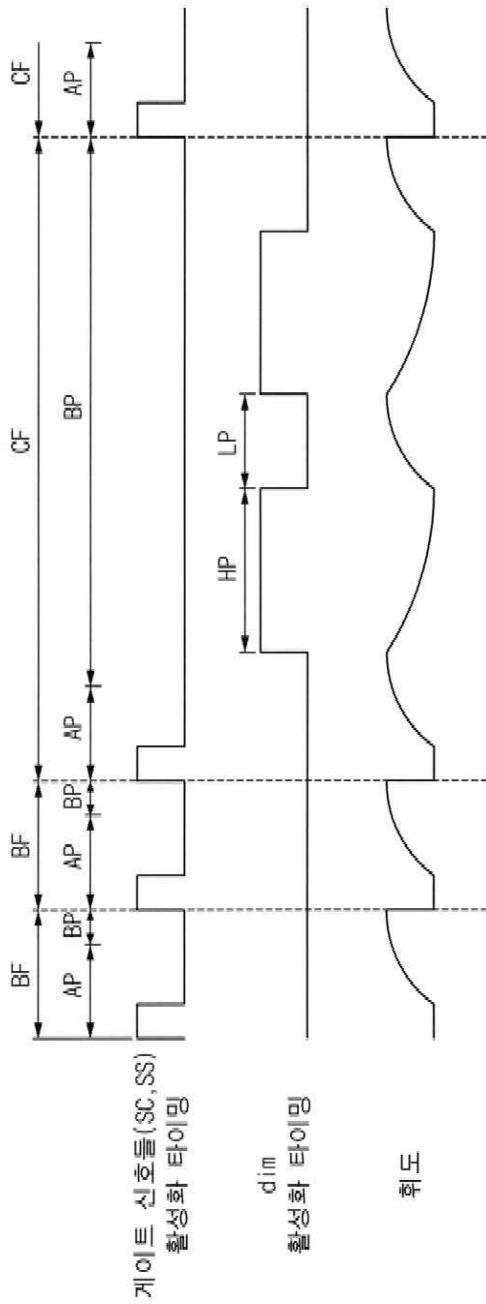 BF BF CF CF
AP BP AP BP AP BP AP
게이트 신호들(SC,SS)
활성화 타이밍
HP LP
dim
활성화 타이밍
휘도